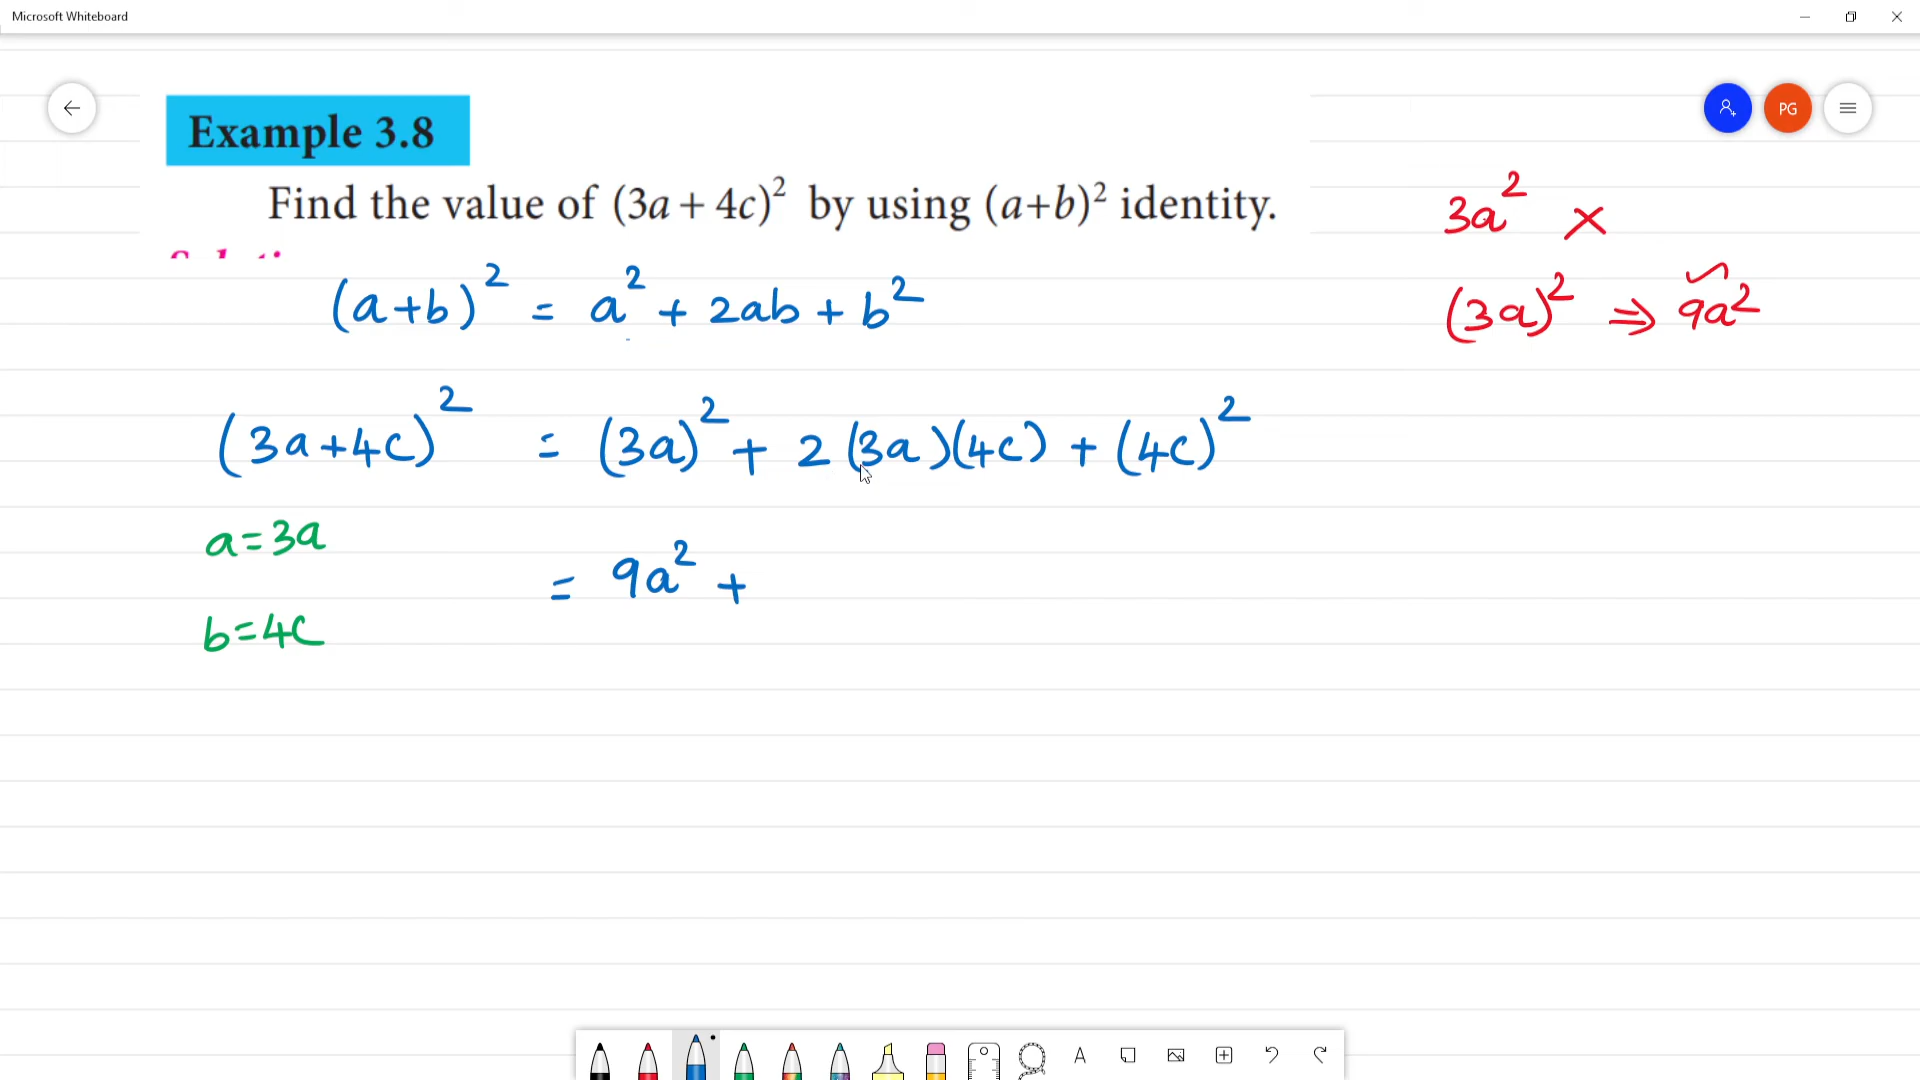 Microsoft Whiteboard
Example 3.8
Find the value of (3a + 4c)² by using (a+b)² identity.
(a+b)² = a² + 2ab + b²
(3a+4c)² = (3a)² + 2(3a)(4c) + (4c)²
a=3a
= 9a² +
b=4c
3a² ×
(3a)² ⇒ 9a²
PG
A